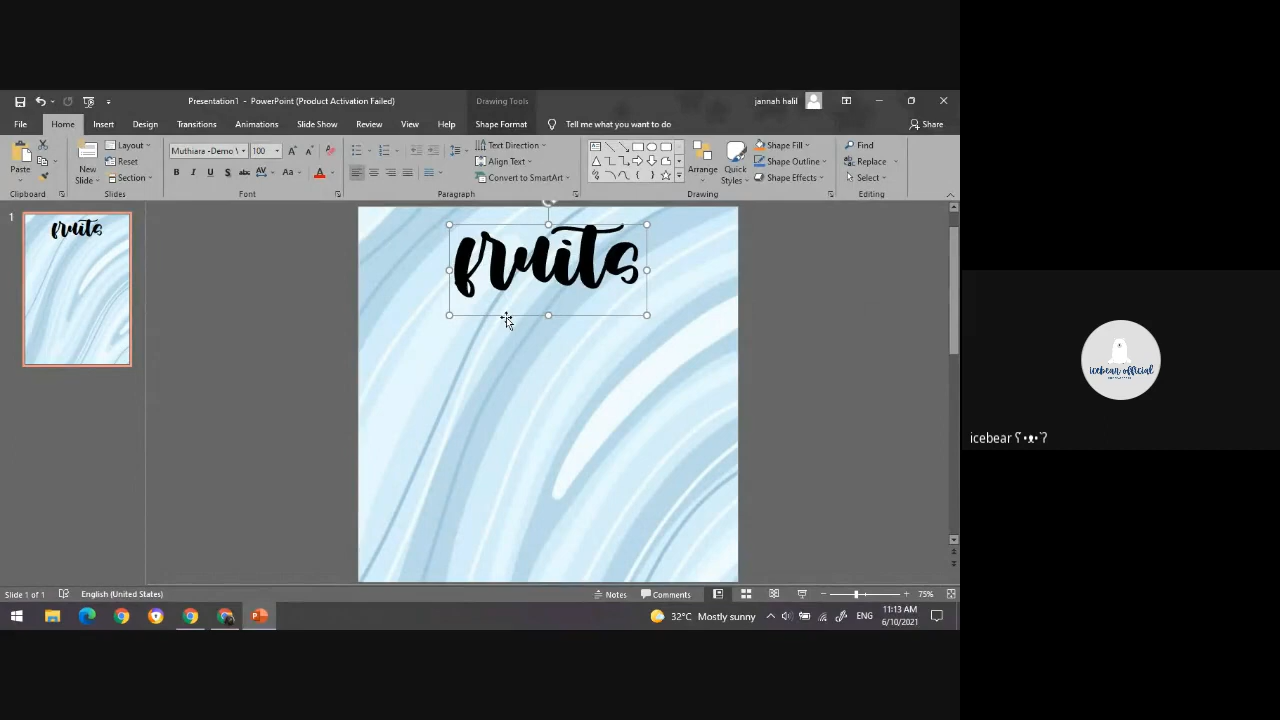 Presentation1 - PowerPoint (Product Activation Failed)
Drawing Tools
jannah halil
File
Home
Insert
Design
Transitions
Animations
Slide Show
Review
View
Help
Shape Format
Tell me what you want to do
Share
Paste
Clipboard
New
Slide
Layout
Reset
Section
Slides
Muthiara -Demo
100
B I U S abc AV Aa A
Font
Text Direction
Align Text
Convert to SmartArt
Paragraph
Arrange
Quick
Styles
Shape Fill
Shape Outline
Shape Effects
Drawing
Find
Replace
Select
Editing
1
fruits
fruits
icebear official
icebear ʕ •ᴥ•ʔ
Slide 1 of 1
English (United States)
Notes
Comments
75%
32°C Mostly sunny
ENG
11:13 AM
6/10/2021